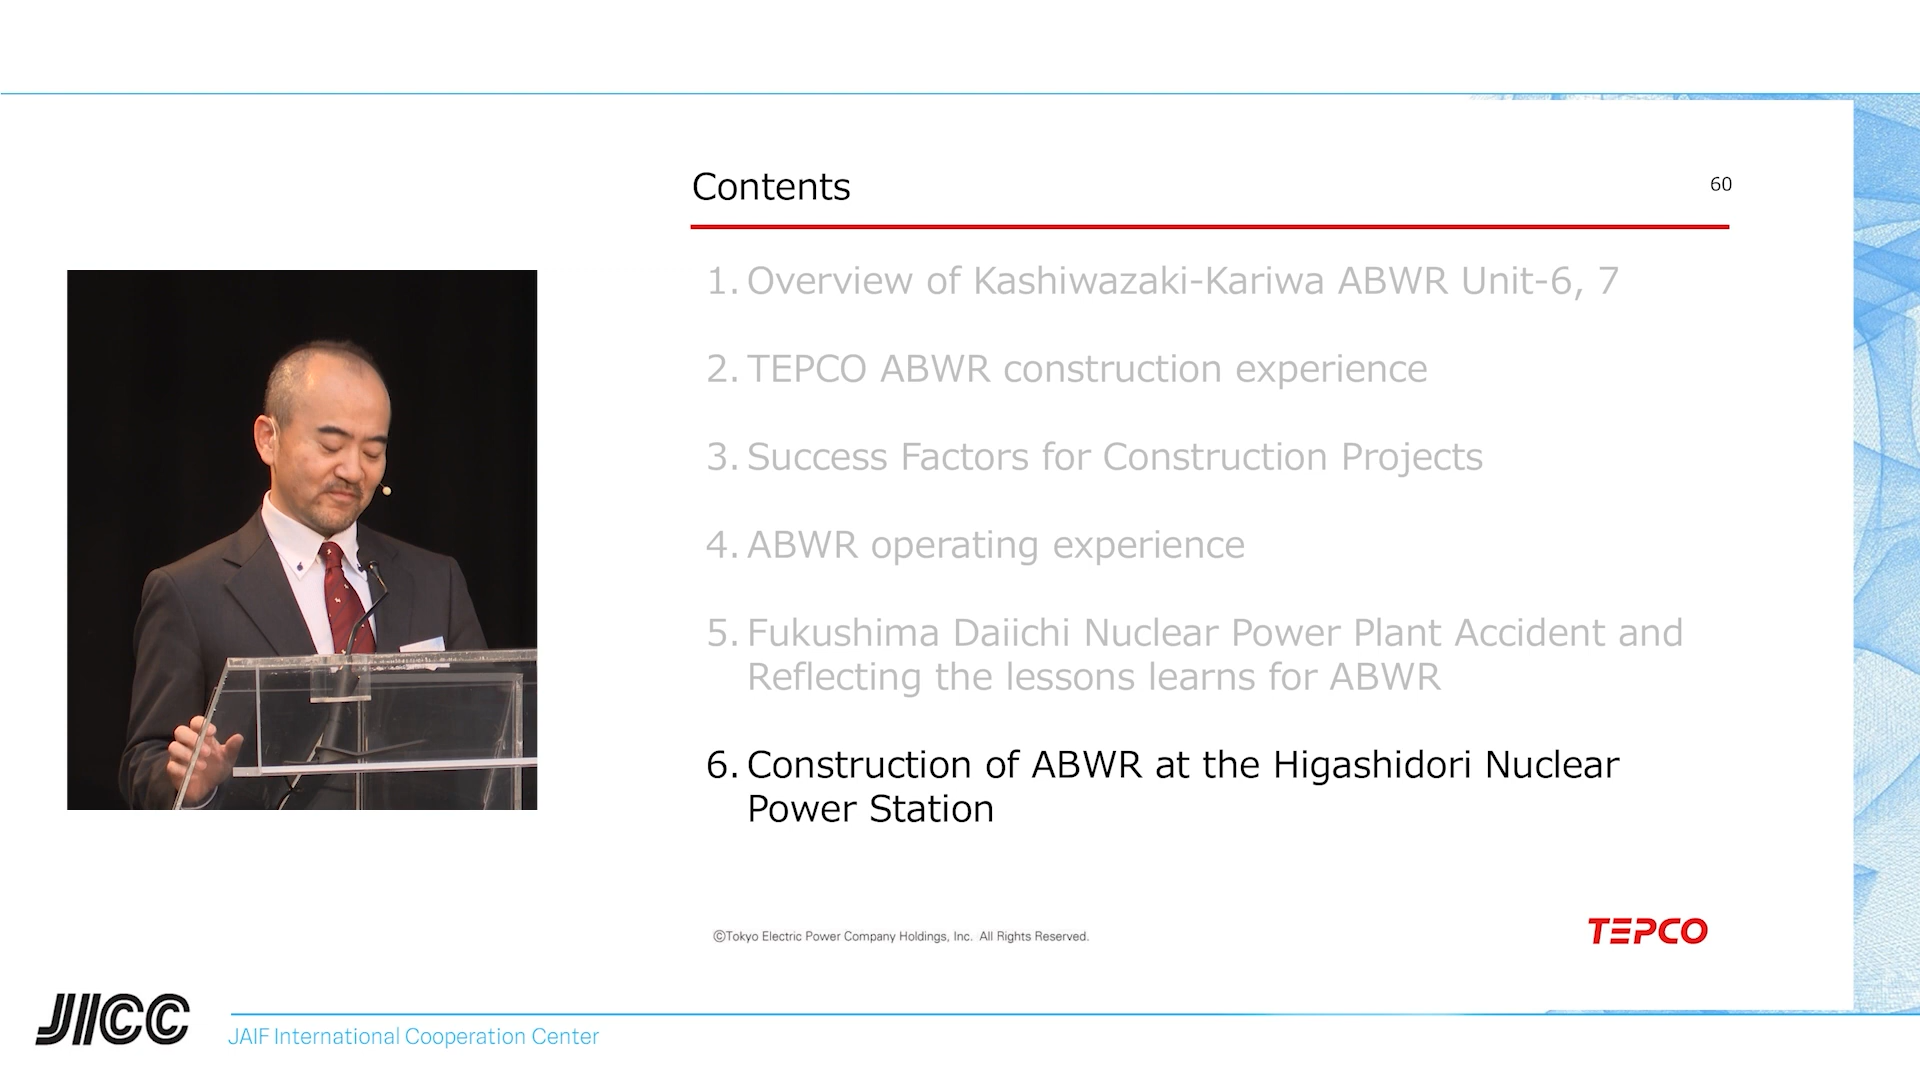 Contents
60
1. Overview of Kashiwazaki-Kariwa ABWR Unit-6, 7
2. TEPCO ABWR construction experience
3. Success Factors for Construction Projects
4. ABWR operating experience
5. Fukushima Daiichi Nuclear Power Plant Accident and
Reflecting the lessons learns for ABWR
6. Construction of ABWR at the Higashidori Nuclear
Power Station
©Tokyo Electric Power Company Holdings, Inc. All Rights Reserved.
TEPCO
JICC
JAIF International Cooperation Center